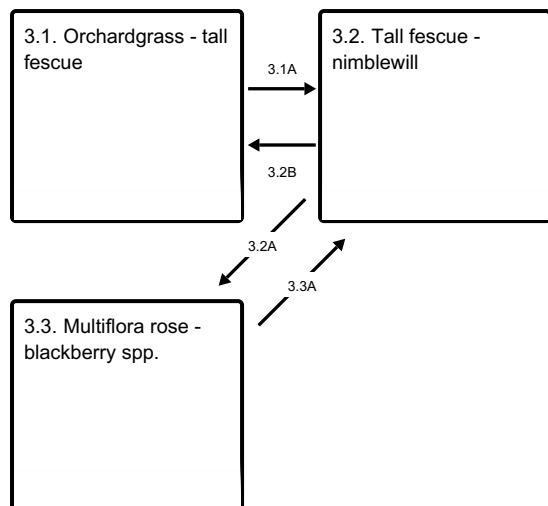 3.1. Orchardgrass - tall
fescue
3.1A
3.2. Tall fescue -
nimblewill
3.2B
3.2A
3.3A
3.3. Multiflora rose -
blackberry spp.